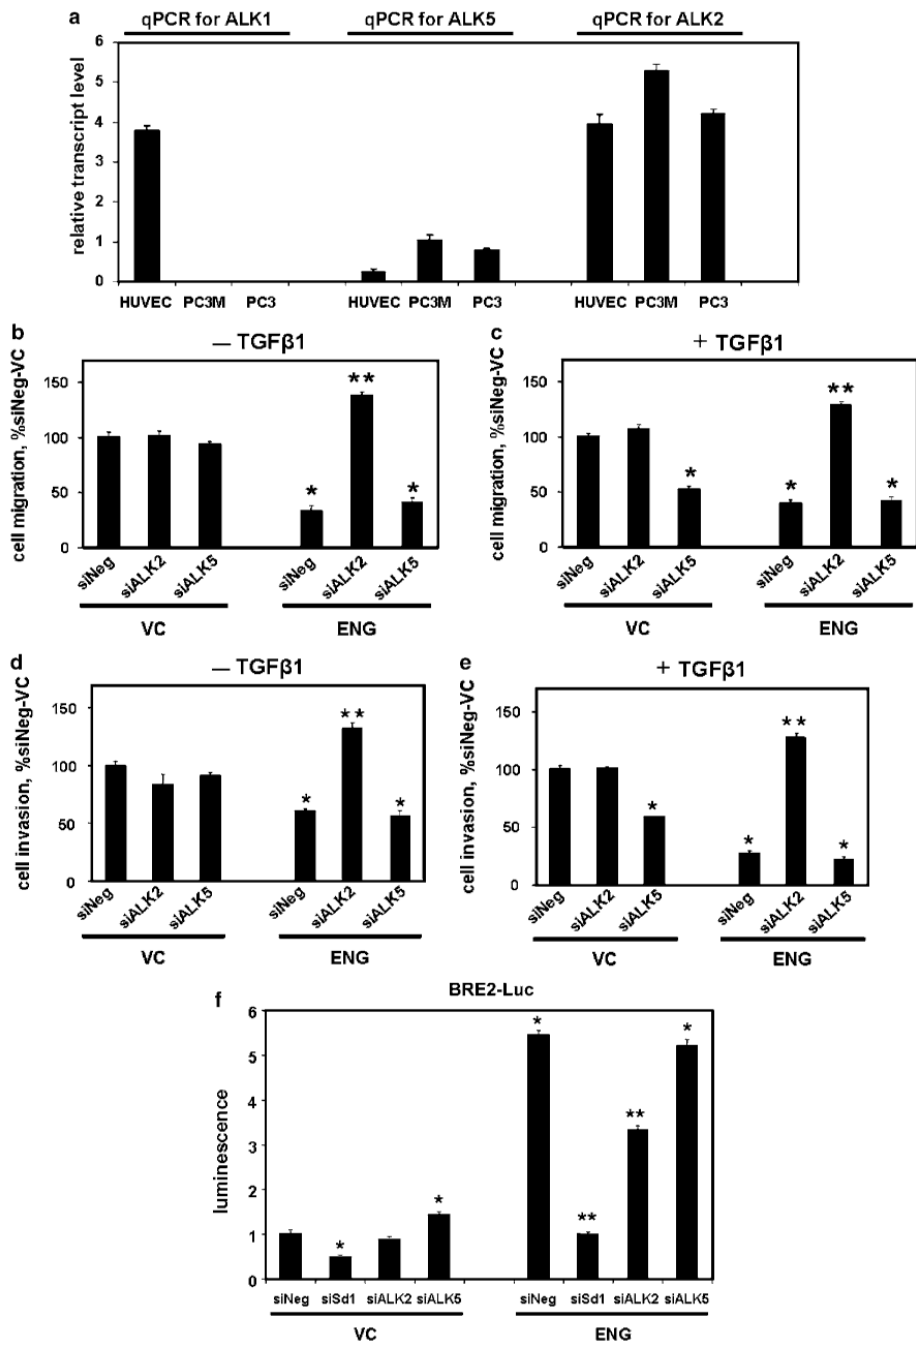 a
qPCR for ALK1 qPCR for ALK5 qPCR for ALK2
relative transcript level
6
5
4
3
2
1
0
HUVEC PC3M PC3 HUVEC PC3M PC3 HUVEC PC3M PC3
b
— TGFβ1
cell migration, %siNeg-VC
150
100
50
0
* ** *
siNeg siALK2 siALK5 siNeg siALK2 siALK5
VC ENG
c
+ TGFβ1
cell migration, %siNeg-VC
150
100
50
0
* * ** *
siNeg siALK2 siALK5 siNeg siALK2 siALK5
VC ENG
d
— TGFβ1
cell invasion, %siNeg-VC
150
100
50
0
* ** *
siNeg siALK2 siALK5 siNeg siALK2 siALK5
VC ENG
e
+ TGFβ1
cell invasion, %siNeg-VC
150
100
50
0
* * ** *
siNeg siALK2 siALK5 siNeg siALK2 siALK5
VC ENG
f
BRE2-Luc
luminescence
6
5
4
3
2
1
0
* * * ** ** *
siNeg siSd1 siALK2 siALK5 siNeg siSd1 siALK2 siALK5
VC ENG